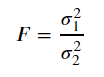 F = σ₁² / σ₂²